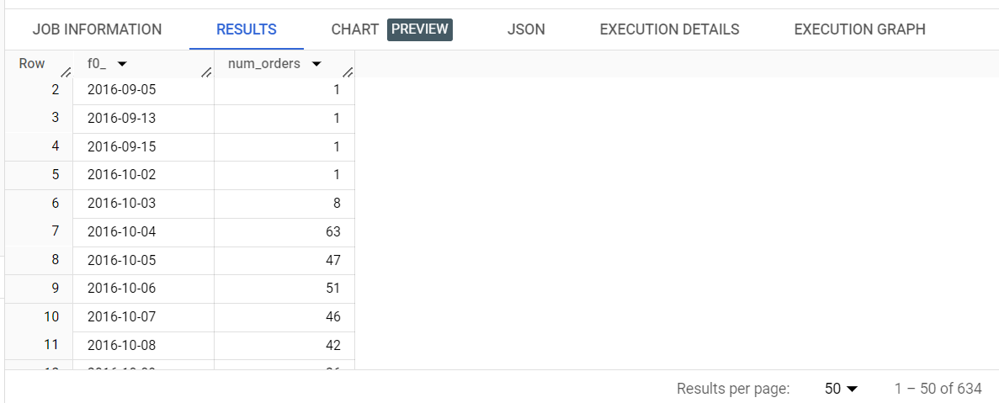 JOB INFORMATION RESULTS CHART PREVIEW JSON EXECUTION DETAILS EXECUTION GRAPH
Row f0_ num_orders
2 2016-09-05 1
3 2016-09-13 1
4 2016-09-15 1
5 2016-10-02 1
6 2016-10-03 8
7 2016-10-04 63
8 2016-10-05 47
9 2016-10-06 51
10 2016-10-07 46
11 2016-10-08 42
Results per page: 50 1 – 50 of 634